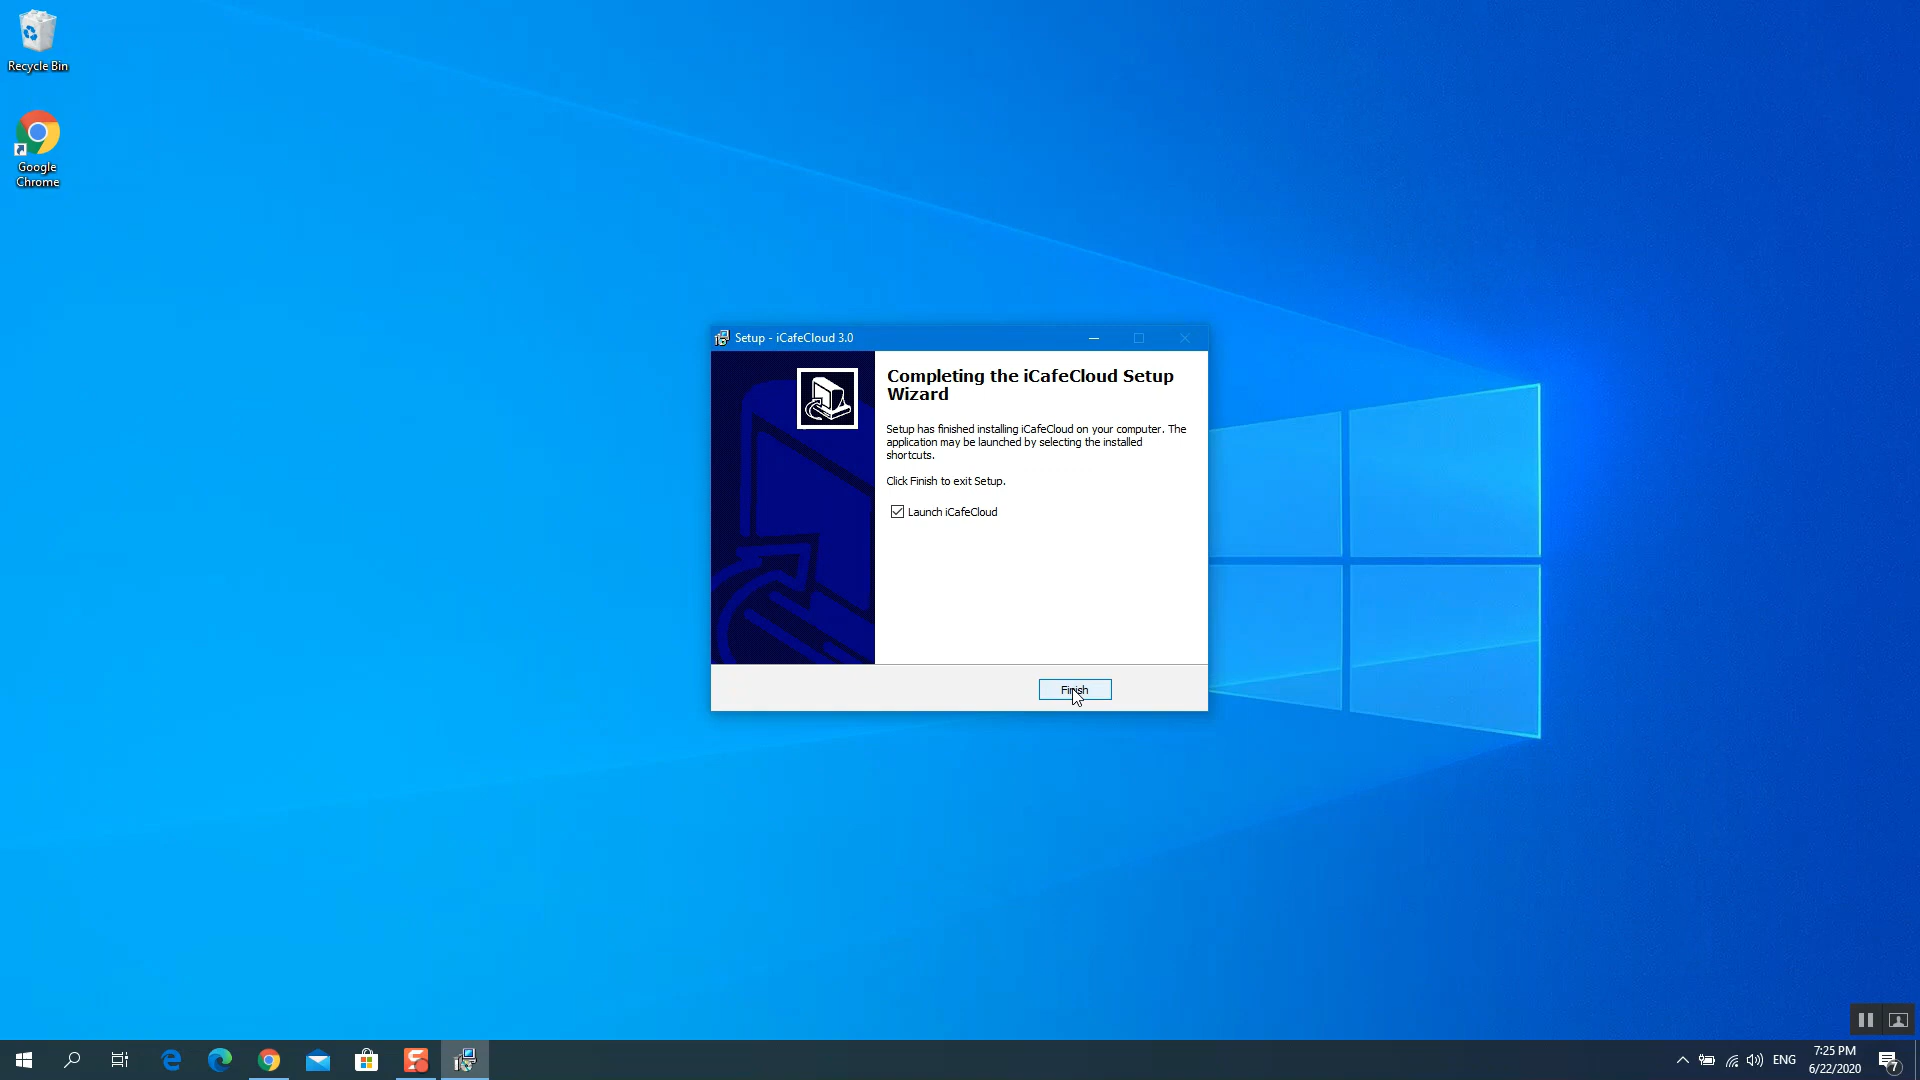 Recycle Bin
Google
Chrome
Setup - iCafeCloud 3.0
Completing the iCafeCloud Setup
Wizard
Setup has finished installing iCafeCloud on your computer. The
application may be launched by selecting the installed
shortcuts.
Click Finish to exit Setup.
Launch iCafeCloud
Finish
ENG
7:25 PM
6/22/2020
7